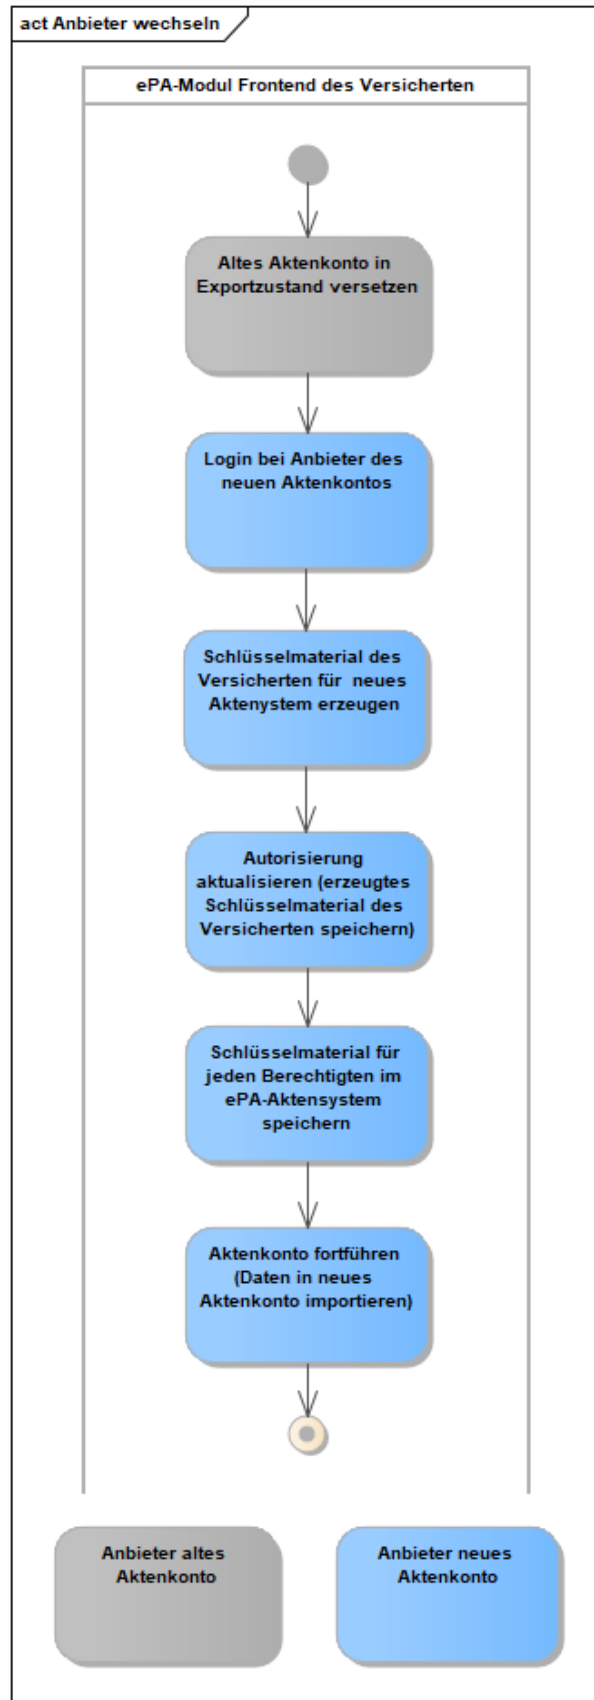 act Anbieter wechseln
ePA-Modul Frontend des Versicherten
Altes Aktenkonto in
Exportzustand versetzen
Login bei Anbieter des
neuen Aktenkontos
Schlüsselmaterial des
Versicherten für  neues
Aktenystem erzeugen
Autorisierung
aktualisieren (erzeugtes
Schlüsselmaterial des
Versicherten speichern)
Schlüsselmaterial für
jeden Berechtigten im
ePA-Aktensystem
speichern
Aktenkonto fortführen
(Daten in neues
Aktenkonto importieren)
Anbieter altes
Aktenkonto
Anbieter neues
Aktenkonto